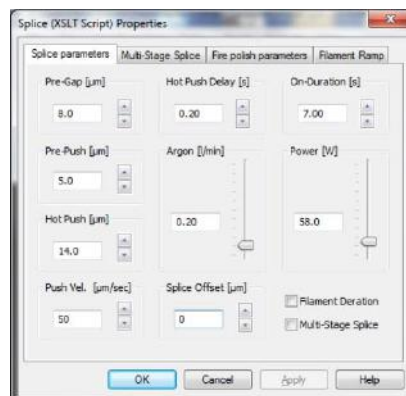 Splice (XSLT Script) Properties
Splice parameters Multi-Stage Splice Fire polish parameters Filament Ramp
Pre-Gap [µm] Hot Push Delay [s] On-Duration [s]
8.0 0.20 7.00
Pre-Push [µm] Argon [l/min] Power [W]
5.0
Hot Push [µm] 0.20 58.0
14.0
Push Vel. [µm/sec] Splice Offset [µm]
Filament Deration
50 0
Multi-Stage Splice
OK Cancel Apply Help